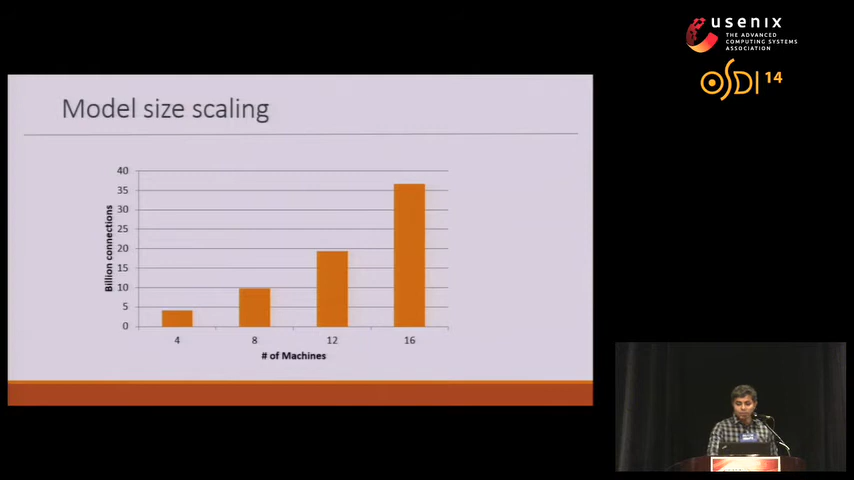 usenix
THE ADVANCED
COMPUTING SYSTEMS
ASSOCIATION
OSDI 14
Model size scaling
40
35
30
25
20
15
10
5
0
Billion connections
4 8 12 16
# of Machines